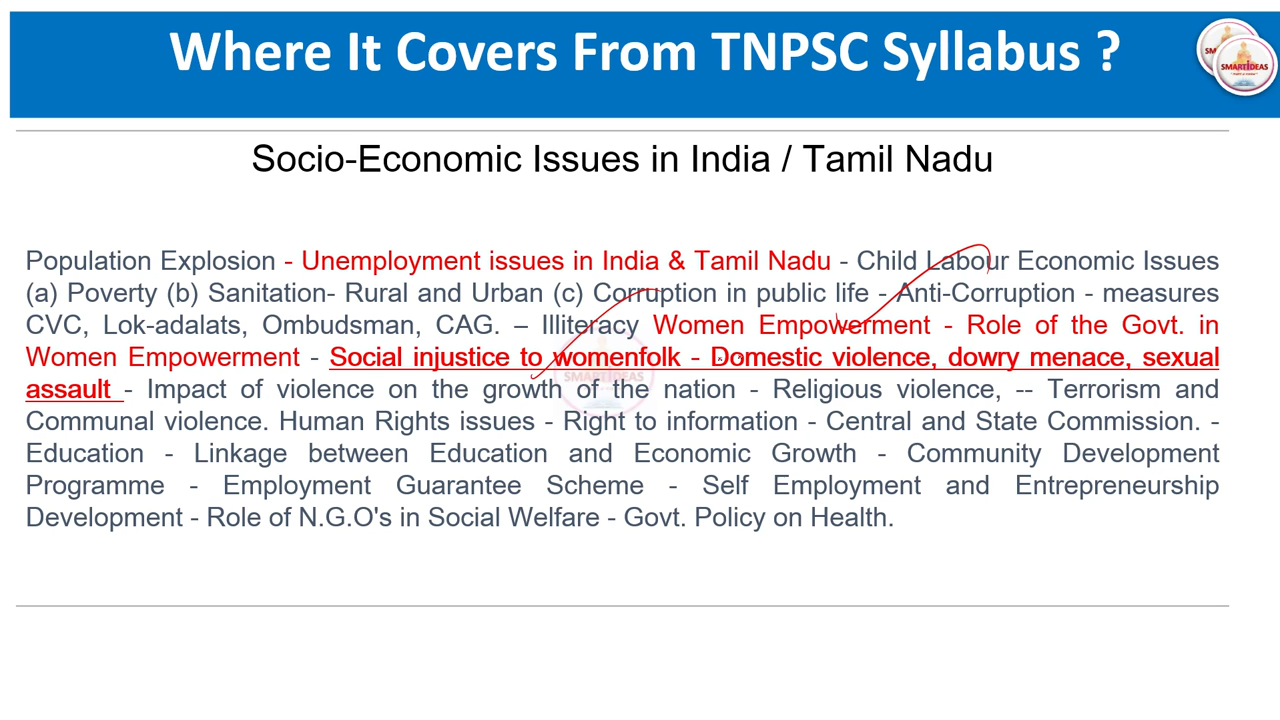 Where It Covers From TNPSC Syllabus ?
SMARTIDEAS
Socio-Economic Issues in India / Tamil Nadu
Population Explosion - Unemployment issues in India & Tamil Nadu - Child Labour Economic Issues
(a) Poverty (b) Sanitation- Rural and Urban (c) Corruption in public life - Anti-Corruption - measures
CVC, Lok-adalats, Ombudsman, CAG. – Illiteracy Women Empowerment - Role of the Govt. in
Women Empowerment - Social injustice to womenfolk - Domestic violence, dowry menace, sexual
assault - Impact of violence on the growth of the nation - Religious violence, -- Terrorism and
SMARTIDEAS
Communal violence. Human Rights issues - Right to information - Central and State Commission. -
Education - Linkage between Education and Economic Growth - Community Development
Programme - Employment Guarantee Scheme - Self Employment and Entrepreneurship
Development - Role of N.G.O's in Social Welfare - Govt. Policy on Health.